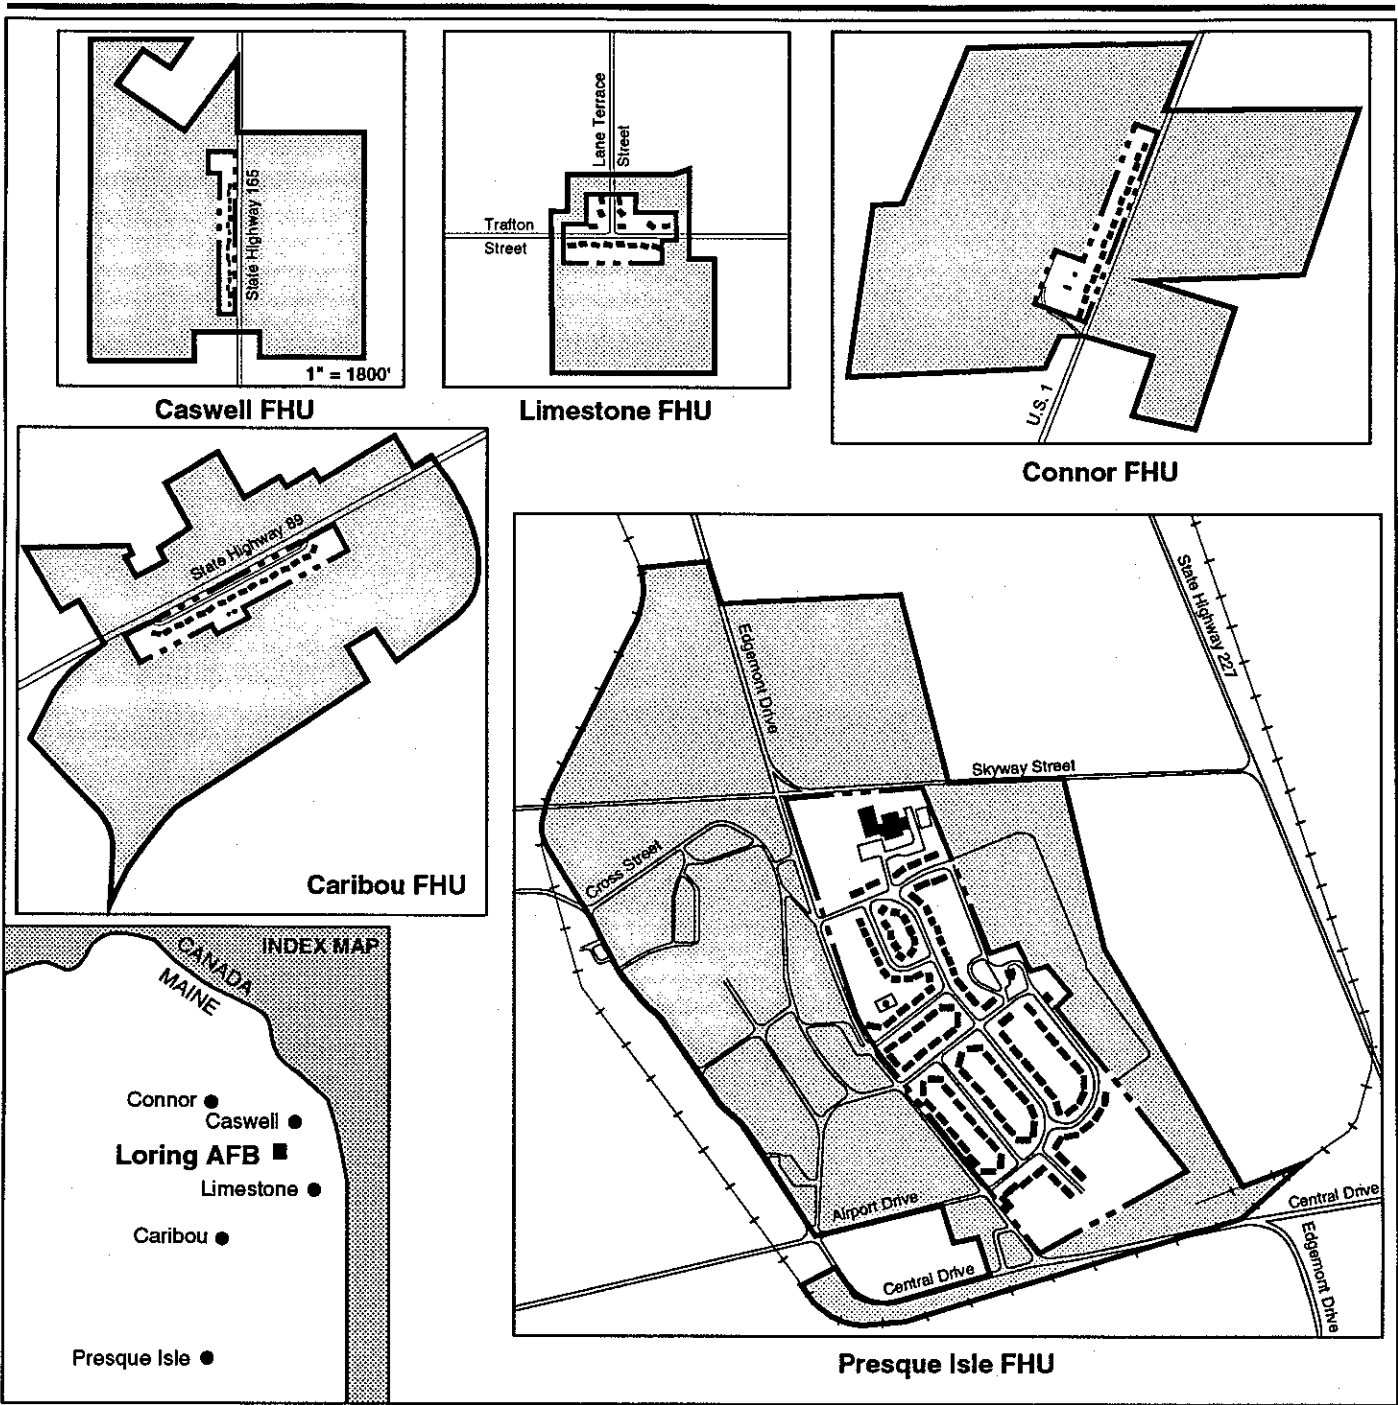 Lane Terrace
Street
Trafton
Street
State Highway 165
1" = 1800'
Caswell FHU
Limestone FHU
U.S. 1
Connor FHU
State Highway 89
Caribou FHU
Edgemont Drive
State Highway 227
Skyway Street
Cross Street
Airport Drive
Central Drive
Central Drive
Edgemont Drive
Presque Isle FHU
INDEX MAP
CANADA
MAINE
Connor
Caswell
Loring AFB
Limestone
Caribou
Presque Isle